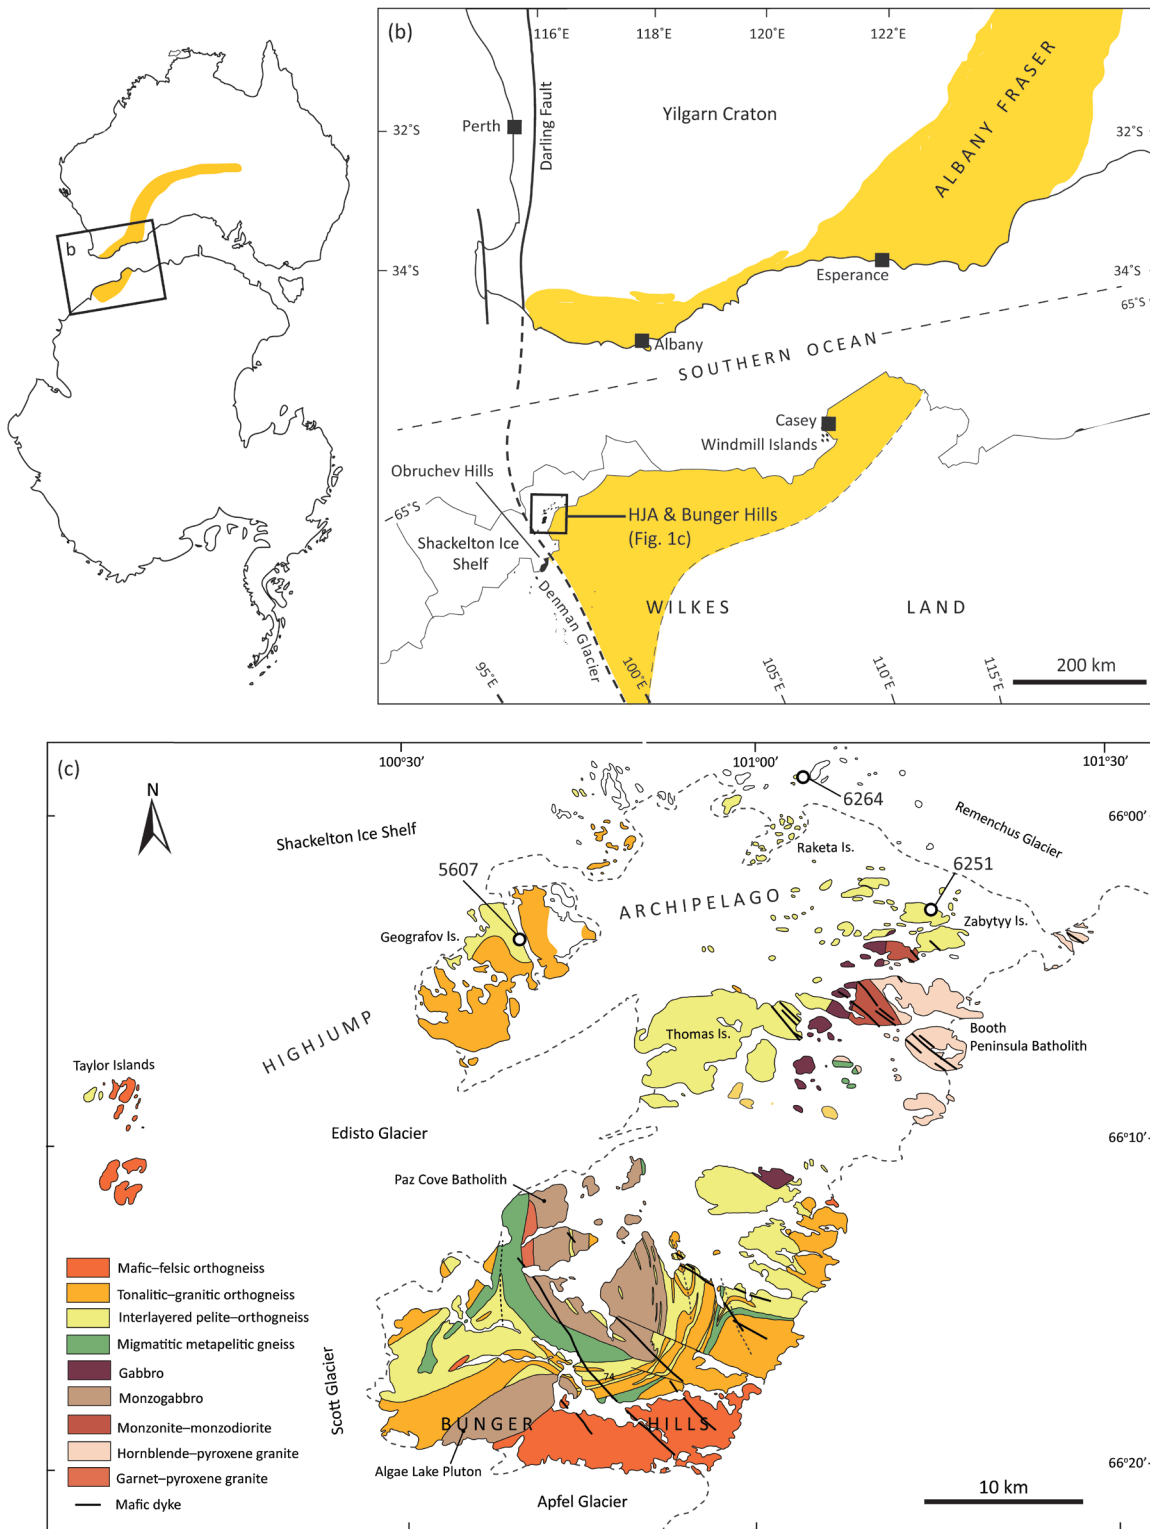 b
(b)
116˚E
118˚E
120˚E
122˚E
ALBANY FRASER
Yilgarn Craton
Perth
Darling Fault
32˚S
32˚S
34˚S
34˚S
Esperance
65˚S
Albany
SOUTHERN OCEAN
Casey
Windmill Islands
Obruchev Hills
65˚S
HJA & Bunger Hills
(Fig. 1c)
Shackelton Ice
Shelf
Denman Glacier
WILKES LAND
95˚E
100˚E
105˚E
110˚E
115˚E
200 km
(c)
100˚30'
101˚00'
101˚30'
N
6264
66˚00'
Remenchus Glacier
Shackelton Ice Shelf
Raketa Is.
5607
6251
ARCHIPELAGO
Zabytyy Is.
Geografov Is.
HIGHJUMP
Thomas Is.
Booth
Peninsula Batholith
Taylor Islands
Edisto Glacier
66˚10'
Paz Cove Batholith
Mafic–felsic orthogneiss
Tonalitic–granitic orthogneiss
Interlayered pelite–orthogneiss
Migmatitic metapelitic gneiss
Gabbro
Monzogabbro
Monzonite–monzodiorite
Hornblende–pyroxene granite
Garnet–pyroxene granite
Mafic dyke
Scott Glacier
74
BUNGER HILLS
Algae Lake Pluton
Apfel Glacier
66˚20'
10 km